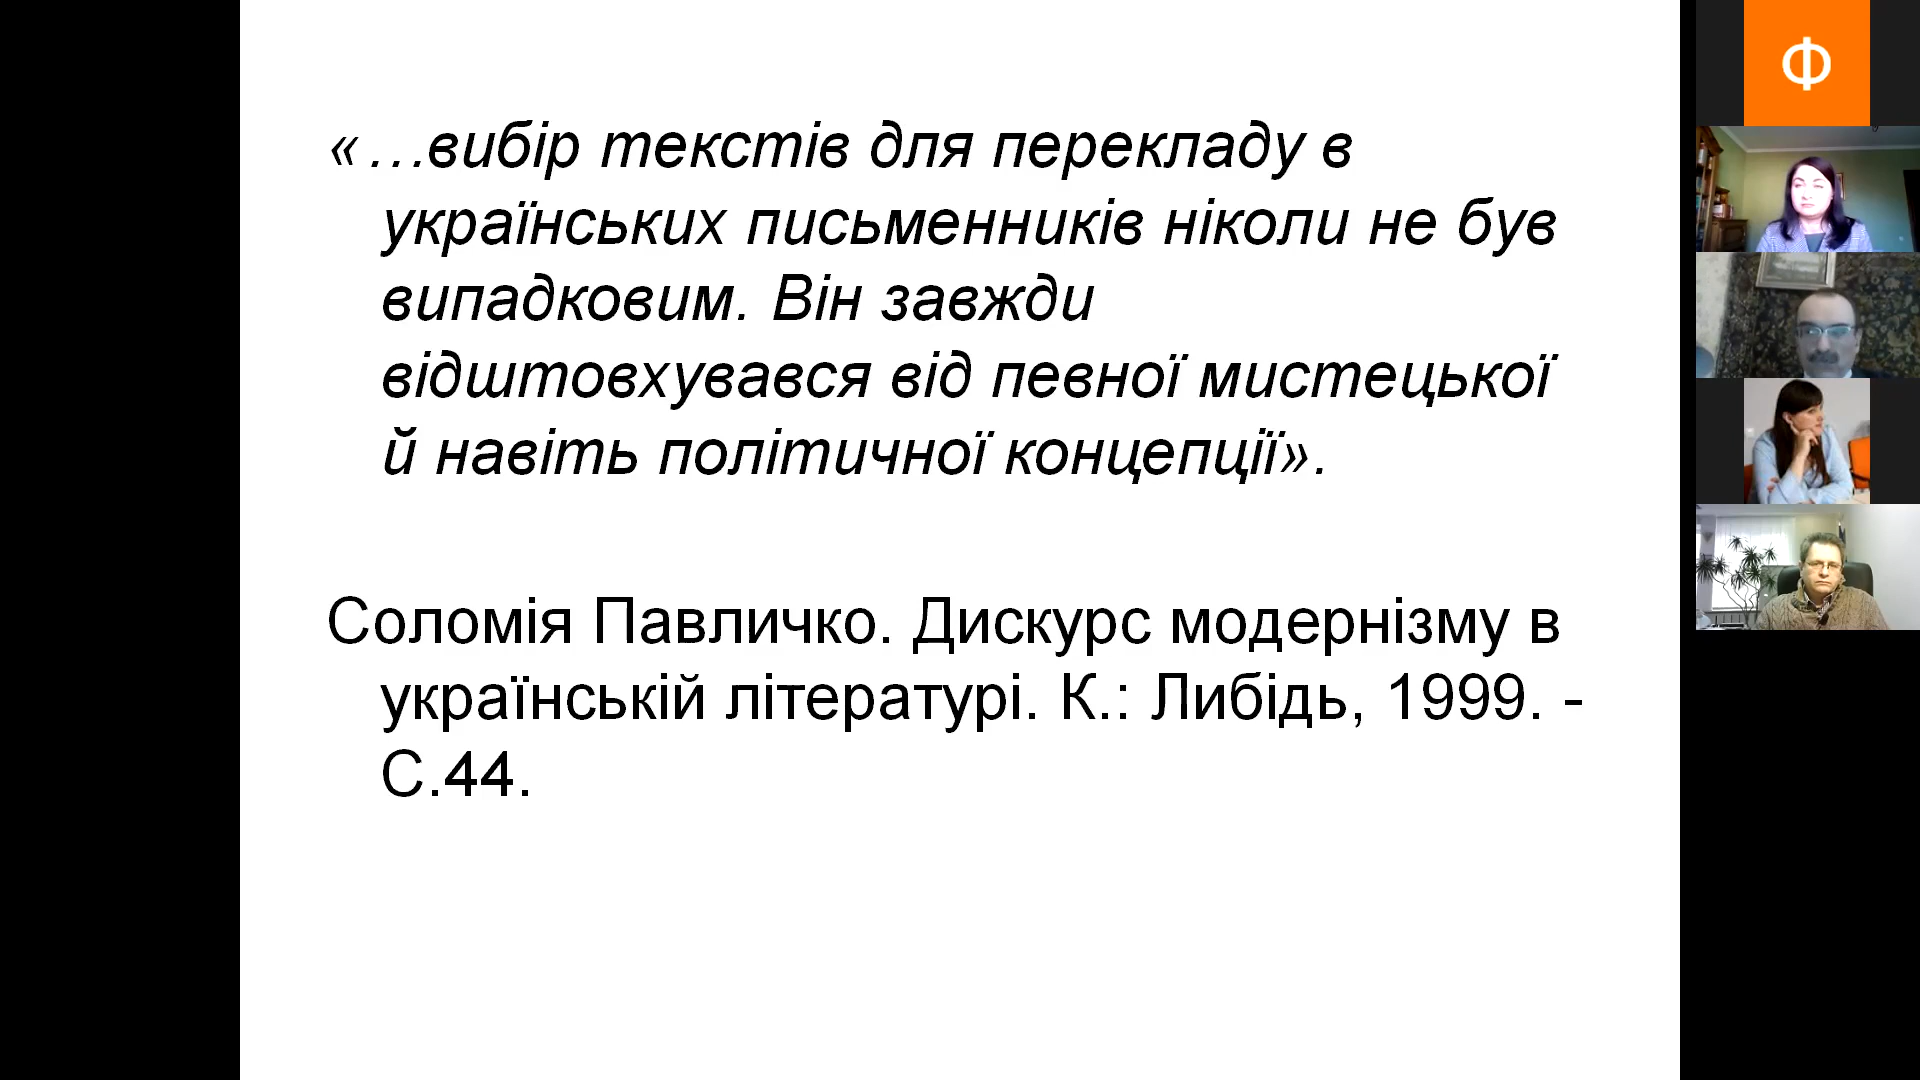 «…вибір текстів для перекладу в
українських письменників ніколи не був
випадковим. Він завжди
відштовхувався від певної мистецької
й навіть політичної концепції».
Соломія Павличко. Дискурс модернізму в
українській літературі. К.: Либідь, 1999. -
С.44.
Ф